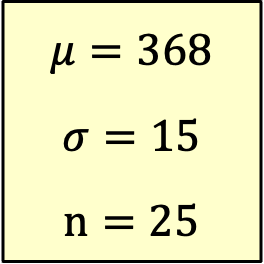 μ = 368
σ = 15
n = 25